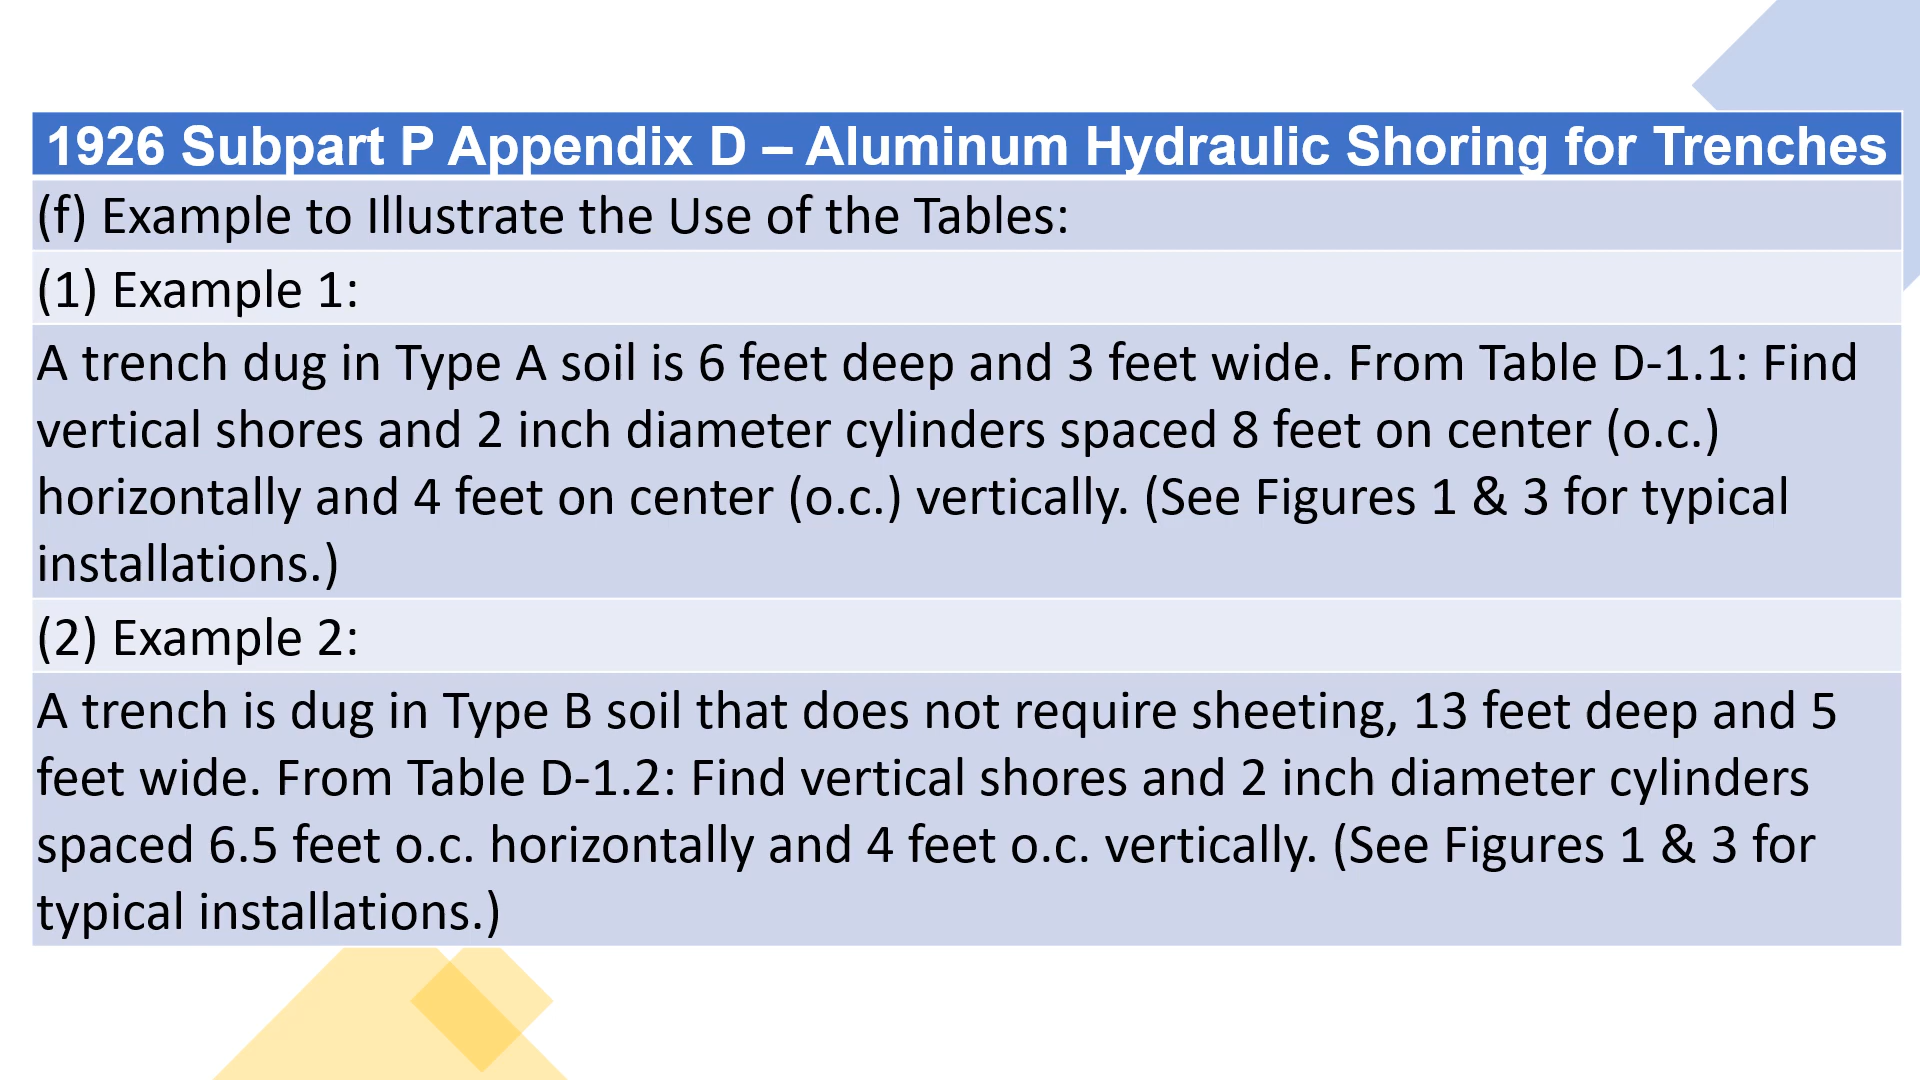 1926 Subpart P Appendix D – Aluminum Hydraulic Shoring for Trenches
(f) Example to Illustrate the Use of the Tables:
(1) Example 1:
A trench dug in Type A soil is 6 feet deep and 3 feet wide. From Table D-1.1: Find
vertical shores and 2 inch diameter cylinders spaced 8 feet on center (o.c.)
horizontally and 4 feet on center (o.c.) vertically. (See Figures 1 & 3 for typical
installations.)
(2) Example 2:
A trench is dug in Type B soil that does not require sheeting, 13 feet deep and 5
feet wide. From Table D-1.2: Find vertical shores and 2 inch diameter cylinders
spaced 6.5 feet o.c. horizontally and 4 feet o.c. vertically. (See Figures 1 & 3 for
typical installations.)